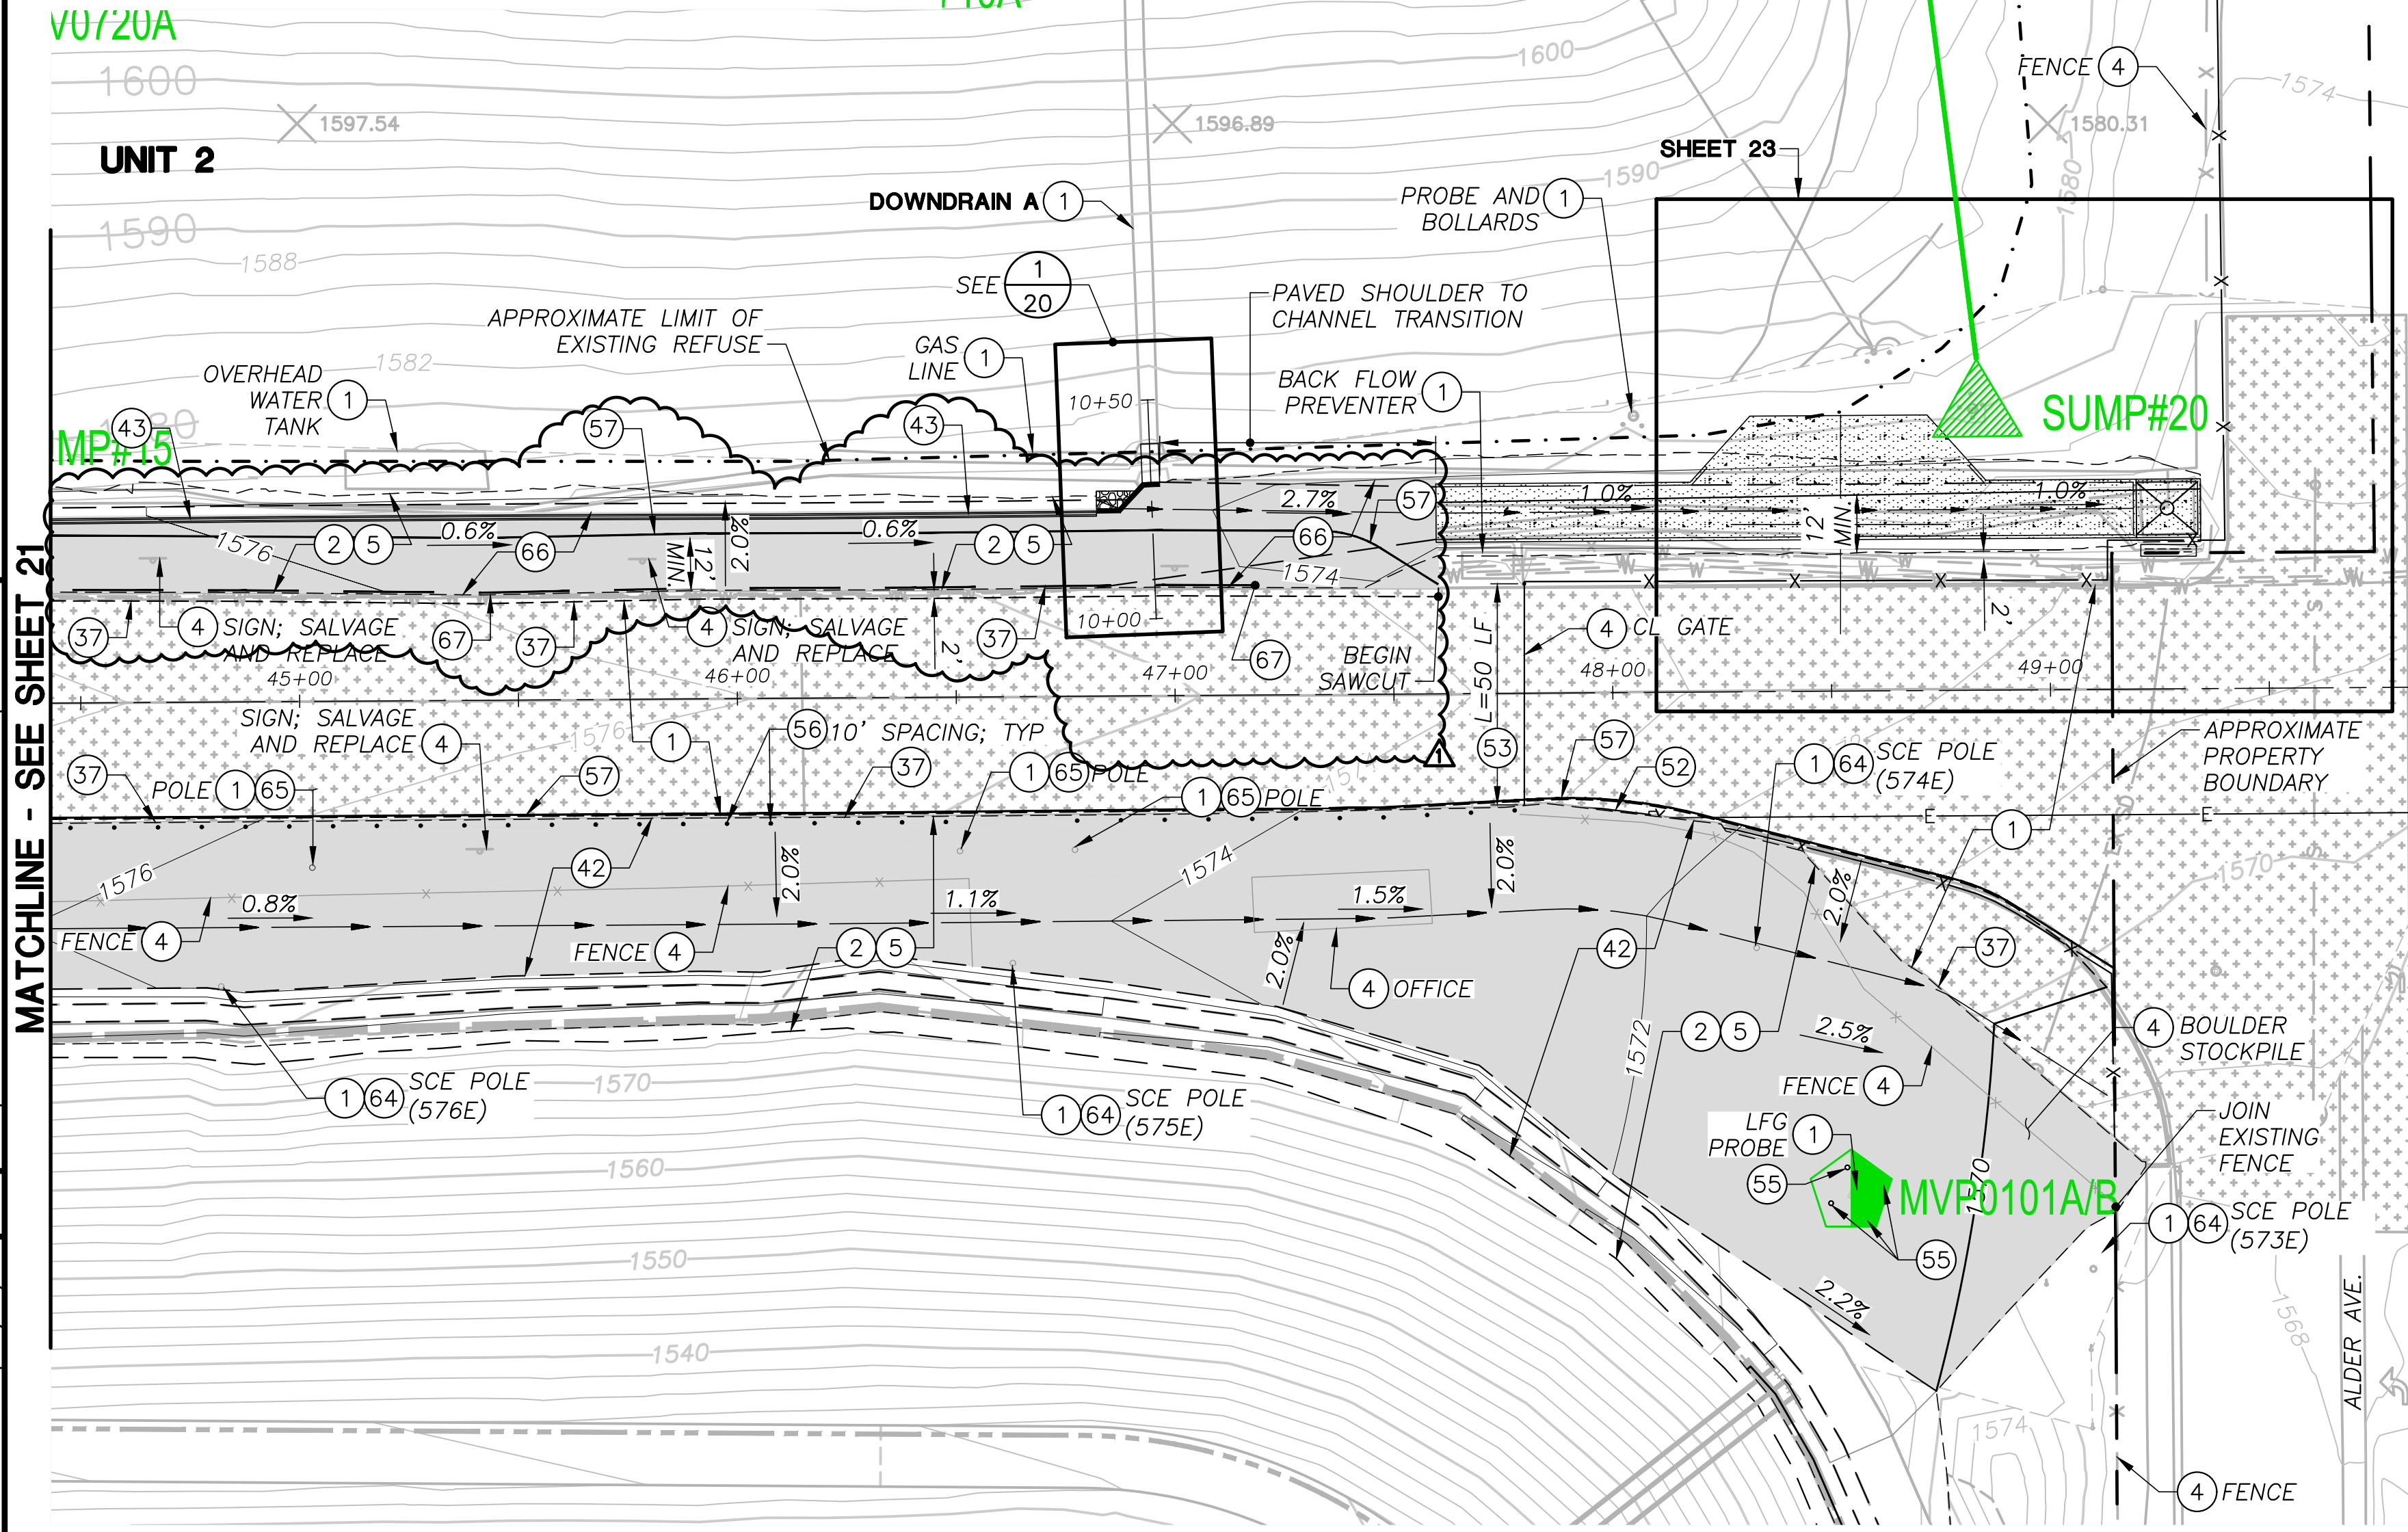 V0720A
710A
1600
1600
FENCE 4
1574
1597.54
1596.89
1580.31
UNIT 2
SHEET 23
1580
1590
DOWNDRAIN A 1
PROBE AND 1
BOLLARDS
1590
1588
SEE 1
20
PAVED SHOULDER TO
CHANNEL TRANSITION
APPROXIMATE LIMIT OF
EXISTING REFUSE
GAS
LINE 1
1582
OVERHEAD
WATER 1
TANK
BACK FLOW
PREVENTER 1
10+50
SUMP#20
43
57
43
MP#15
1580
57
1.0%
1.0%
2.7%
12'
MIN.
0.6%
0.6%
2 5
66
12'
MIN.
2.0%
2 5
66
1576
1574
W
W
W
W
W
2'
37
4 SIGN; SALVAGE
AND REPLACE
67
37
4 SIGN; SALVAGE
AND REPLACE
2'
37
10+00
67
BEGIN
SAWCUT
L=50 LF
4 CL GATE
45+00
46+00
47+00
48+00
49+00
MATCHLINE - SEE SHEET 21
SIGN; SALVAGE
AND REPLACE 4
1576
1
56 10' SPACING; TYP
1
53
57
APPROXIMATE
PROPERTY
BOUNDARY
37
POLE 1 65
57
37
1 65 POLE
1 65 POLE
52
1 64 SCE POLE
(574E)
E
E
1
1576
42
2.0%
1574
2.0%
2.0%
1570
S
S
S
0.8%
1.1%
1.5%
FENCE 4
FENCE 4
2 5
2.0%
4 OFFICE
42
37
1572
2 5
2.5%
FENCE 4
4 BOULDER
STOCKPILE
1570
1 64 SCE POLE
(576E)
1 64 SCE POLE
(575E)
LFG
PROBE 1
JOIN
EXISTING
FENCE
1560
55
MVP0101A/B
1570
1 64 SCE POLE
(573E)
1550
55
2.2%
1540
1568
ALDER AVE.
1574
4 FENCE